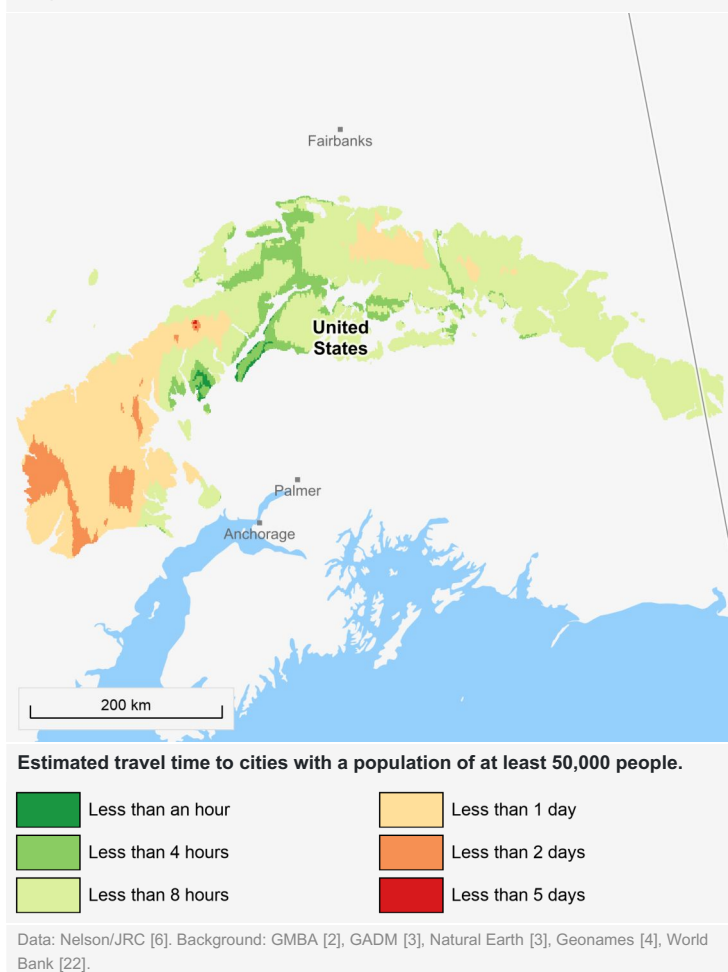 Fairbanks
United
States
Palmer
Anchorage
200 km
Estimated travel time to cities with a population of at least 50,000 people.
Less than an hour
Less than 1 day
Less than 4 hours
Less than 2 days
Less than 8 hours
Less than 5 days
Data: Nelson/JRC [6]. Background: GMBA [2], GADM [3], Natural Earth [3], Geonames [4], World
Bank [22].